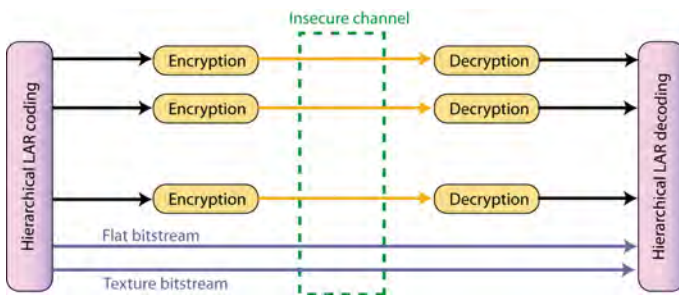 Insecure channel
Hierarchical LAR coding
Encryption
Decryption
Encryption
Decryption
Encryption
Decryption
Hierarchical LAR decoding
Flat bitstream
Texture bitstream